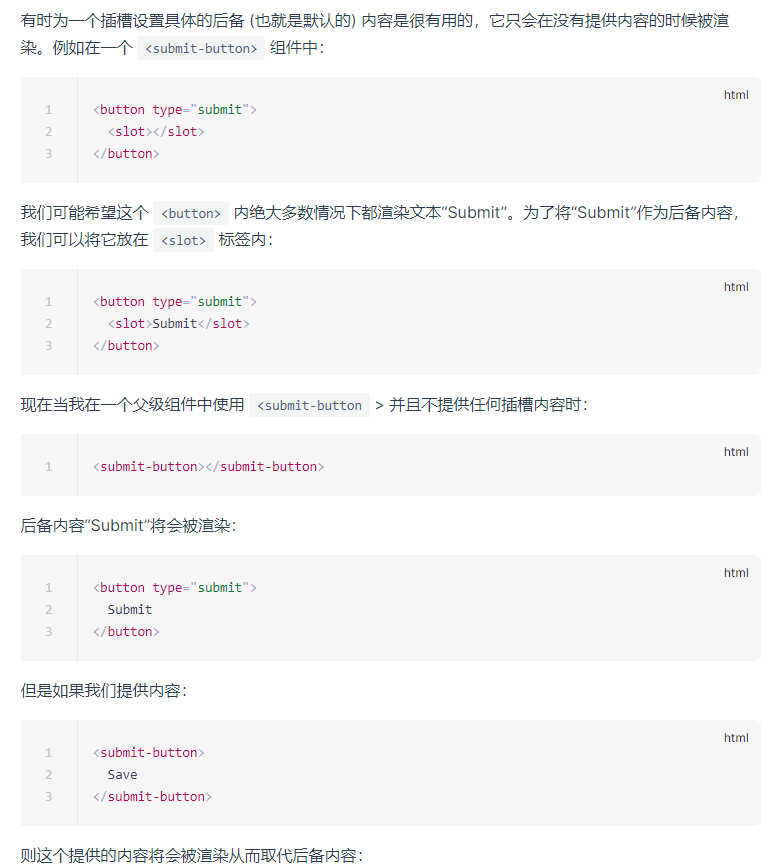 有时为一个插槽设置具体的后备 (也就是默认的) 内容是很有用的，它只会在没有提供内容的时候被渲
染。例如在一个 <submit-button> 组件中：
html
1 <button type="submit">
2   <slot></slot>
3 </button>
我们可能希望这个 <button> 内绝大多数情况下都渲染文本“Submit”。为了将“Submit”作为后备内容，
我们可以将它放在 <slot> 标签内：
html
1 <button type="submit">
2   <slot>Submit</slot>
3 </button>
现在当我在一个父级组件中使用 <submit-button > 并且不提供任何插槽内容时：
html
1 <submit-button></submit-button>
后备内容“Submit”将会被渲染：
html
1 <button type="submit">
2   Submit
3 </button>
但是如果我们提供内容：
html
1 <submit-button>
2   Save
3 </submit-button>
则这个提供的内容将会被渲染从而取代后备内容：